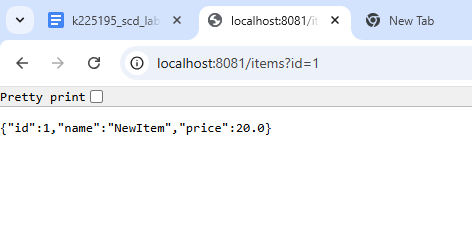 k225195_scd_lab
localhost:8081/it
New Tab
localhost:8081/items?id=1
Pretty print
{"id":1,"name":"NewItem","price":20.0}